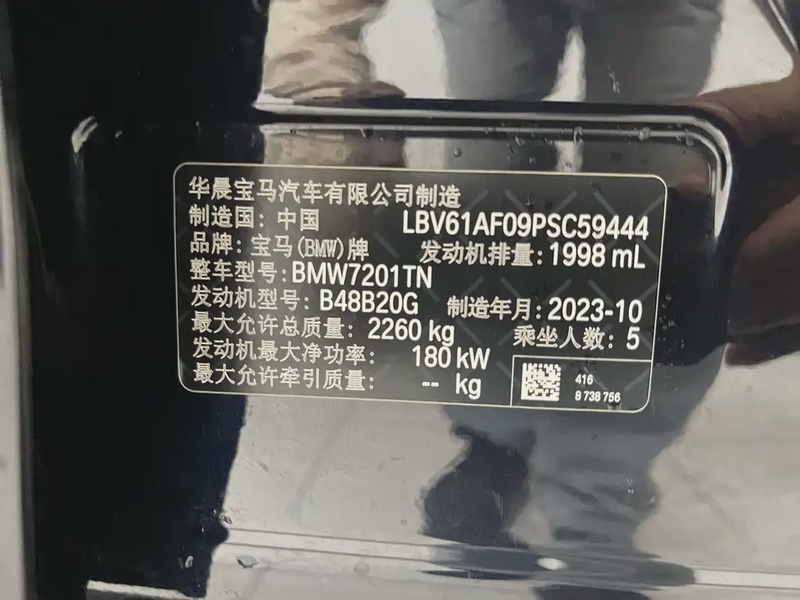 华晨宝马汽车有限公司制造
制造国: 中国 LBV61AF09PSC59444
品牌: 宝马(BMW)牌 发动机排量: 1998 mL
整车型号: BMW7201TN
发动机型号: B48B20G 制造年月: 2023-10
最大允许总质量: 2260 kg 乘坐人数: 5
发动机最大净功率: 180 kW
最大允许牵引质量: -- kg
416
8 738 756